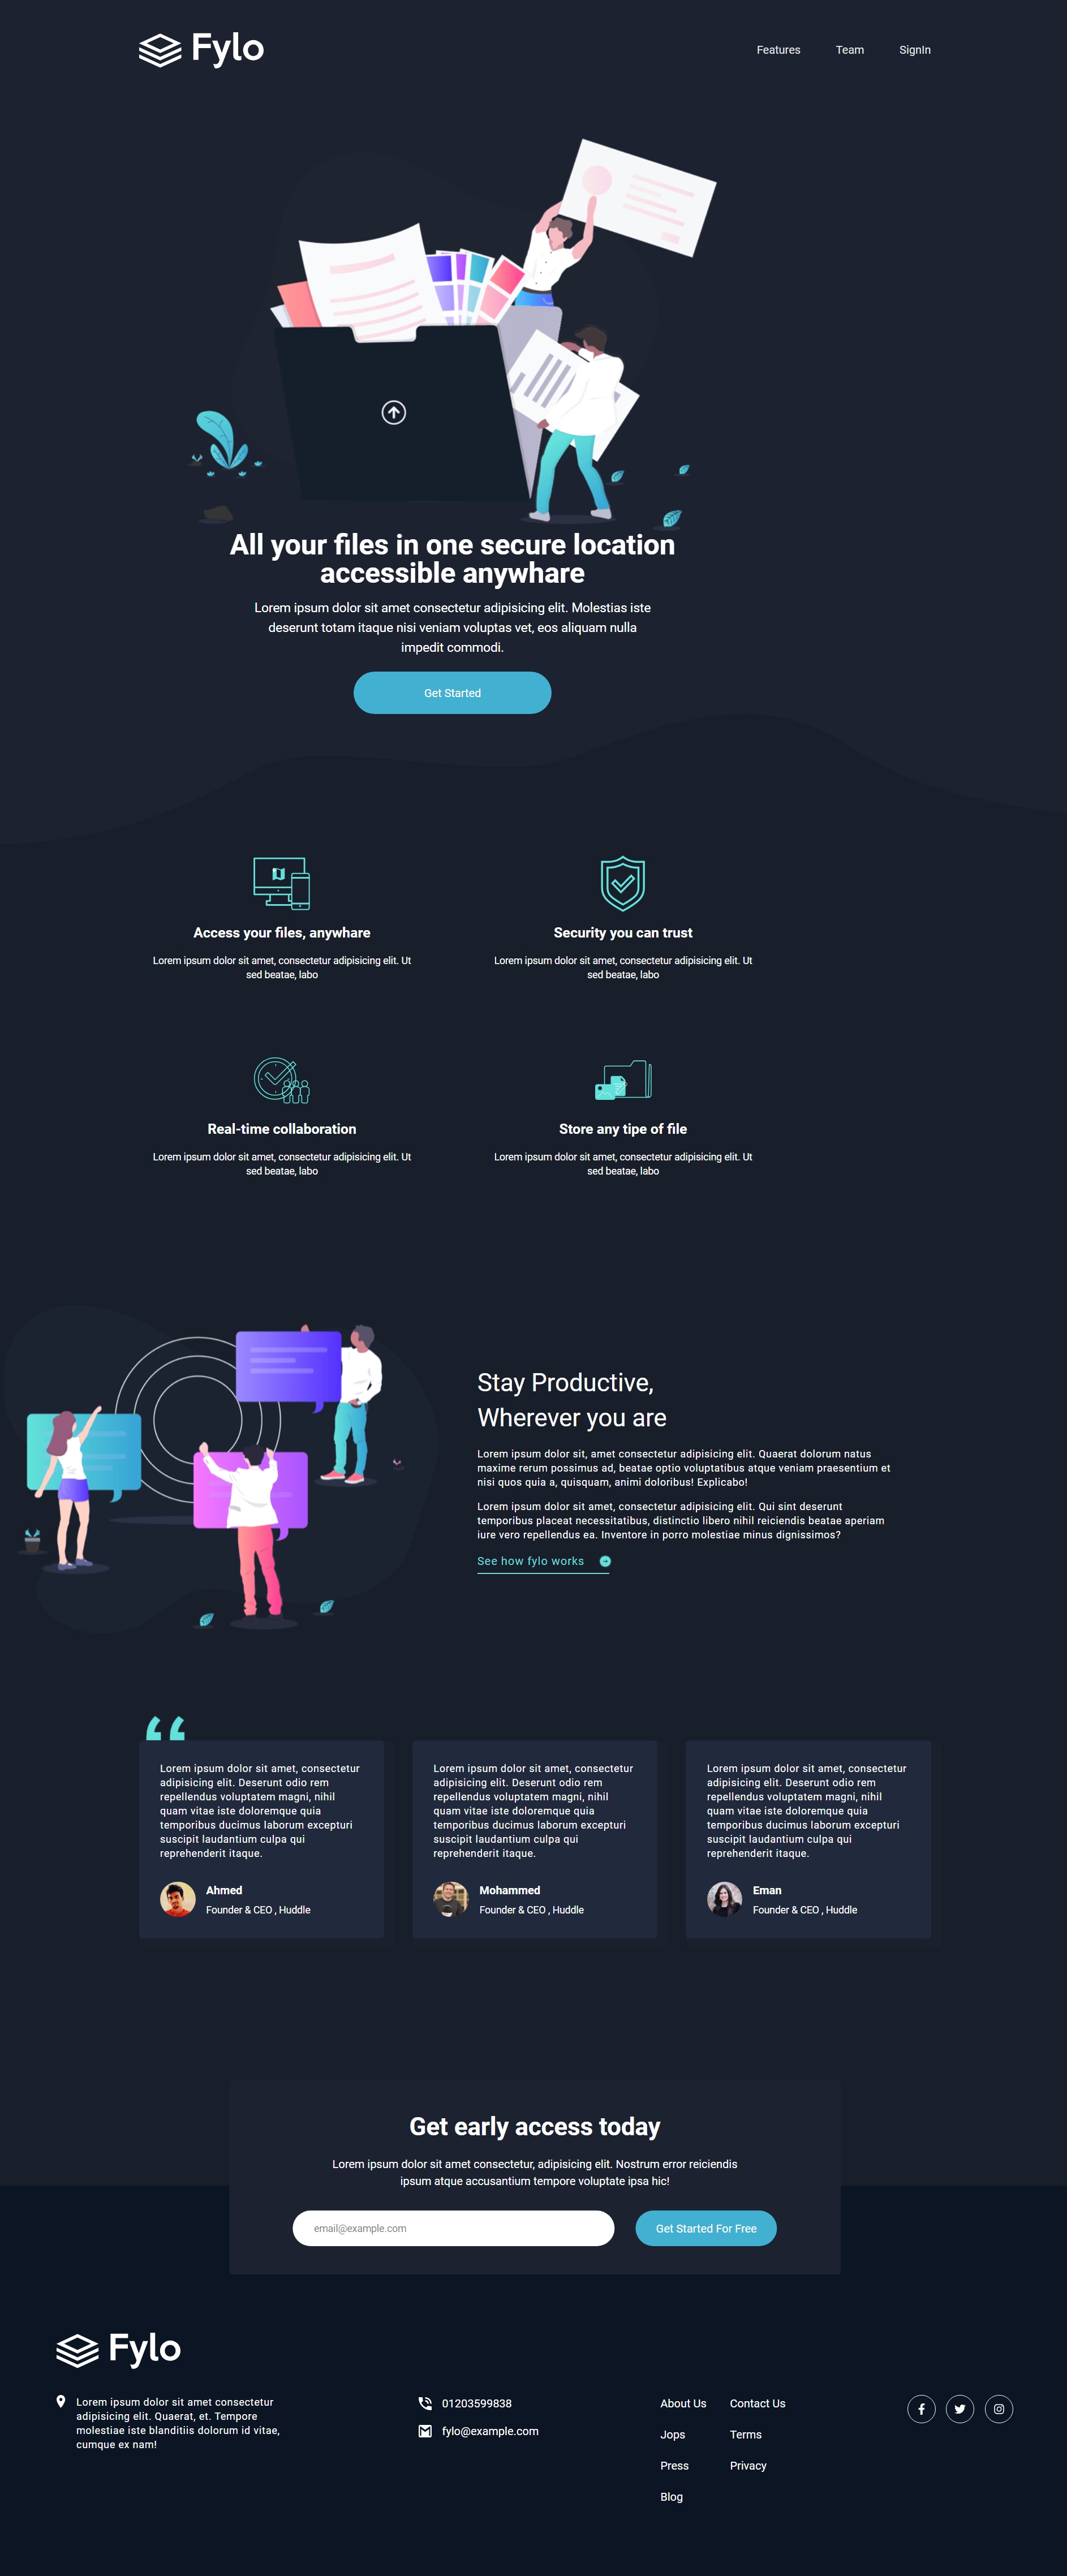 Fylo
Features
Team
SignIn
All your files in one secure location
accessible anywhare
Lorem ipsum dolor sit amet consectetur adipisicing elit. Molestias iste
deserunt totam itaque nisi veniam voluptas vet, eos aliquam nulla
impedit commodi.
Get Started
Access your files, anywhare
Lorem ipsum dolor sit amet, consectetur adipisicing elit. Ut
sed beatae, labo
Security you can trust
Lorem ipsum dolor sit amet, consectetur adipisicing elit. Ut
sed beatae, labo
Real-time collaboration
Lorem ipsum dolor sit amet, consectetur adipisicing elit. Ut
sed beatae, labo
Store any tipe of file
Lorem ipsum dolor sit amet, consectetur adipisicing elit. Ut
sed beatae, labo
Stay Productive,
Wherever you are
Lorem ipsum dolor sit, amet consectetur adipisicing elit. Quaerat dolorum natus
maxime rerum possimus ad, beatae optio voluptatibus atque veniam praesentium et
nisi quos quia a, quisquam, animi doloribus! Explicabo!
Lorem ipsum dolor sit amet, consectetur adipisicing elit. Qui sint deserunt
temporibus placeat necessitatibus, distinctio libero nihil reiciendis beatae aperiam
iure vero repellendus ea. Inventore in porro molestiae minus dignissimos?
See how fylo works
Lorem ipsum dolor sit amet, consectetur
adipisicing elit. Deserunt odio rem
repellendus voluptatem magni, nihil
quam vitae iste doloremque quia
temporibus ducimus laborum excepturi
suscipit laudantium culpa qui
reprehenderit itaque.
Ahmed
Founder & CEO , Huddle
Lorem ipsum dolor sit amet, consectetur
adipisicing elit. Deserunt odio rem
repellendus voluptatem magni, nihil
quam vitae iste doloremque quia
temporibus ducimus laborum excepturi
suscipit laudantium culpa qui
reprehenderit itaque.
Mohammed
Founder & CEO , Huddle
Lorem ipsum dolor sit amet, consectetur
adipisicing elit. Deserunt odio rem
repellendus voluptatem magni, nihil
quam vitae iste doloremque quia
temporibus ducimus laborum excepturi
suscipit laudantium culpa qui
reprehenderit itaque.
Eman
Founder & CEO , Huddle
Get early access today
Lorem ipsum dolor sit amet consectetur, adipisicing elit. Nostrum error reiciendis
ipsum atque accusantium tempore voluptate ipsa hic!
email@example.com
Get Started For Free
Fylo
Lorem ipsum dolor sit amet consectetur
adipisicing elit. Quaerat, et. Tempore
molestiae iste blanditiis dolorum id vitae,
cumque ex nam!
01203599838
fylo@example.com
About Us
Jops
Press
Blog
Contact Us
Terms
Privacy